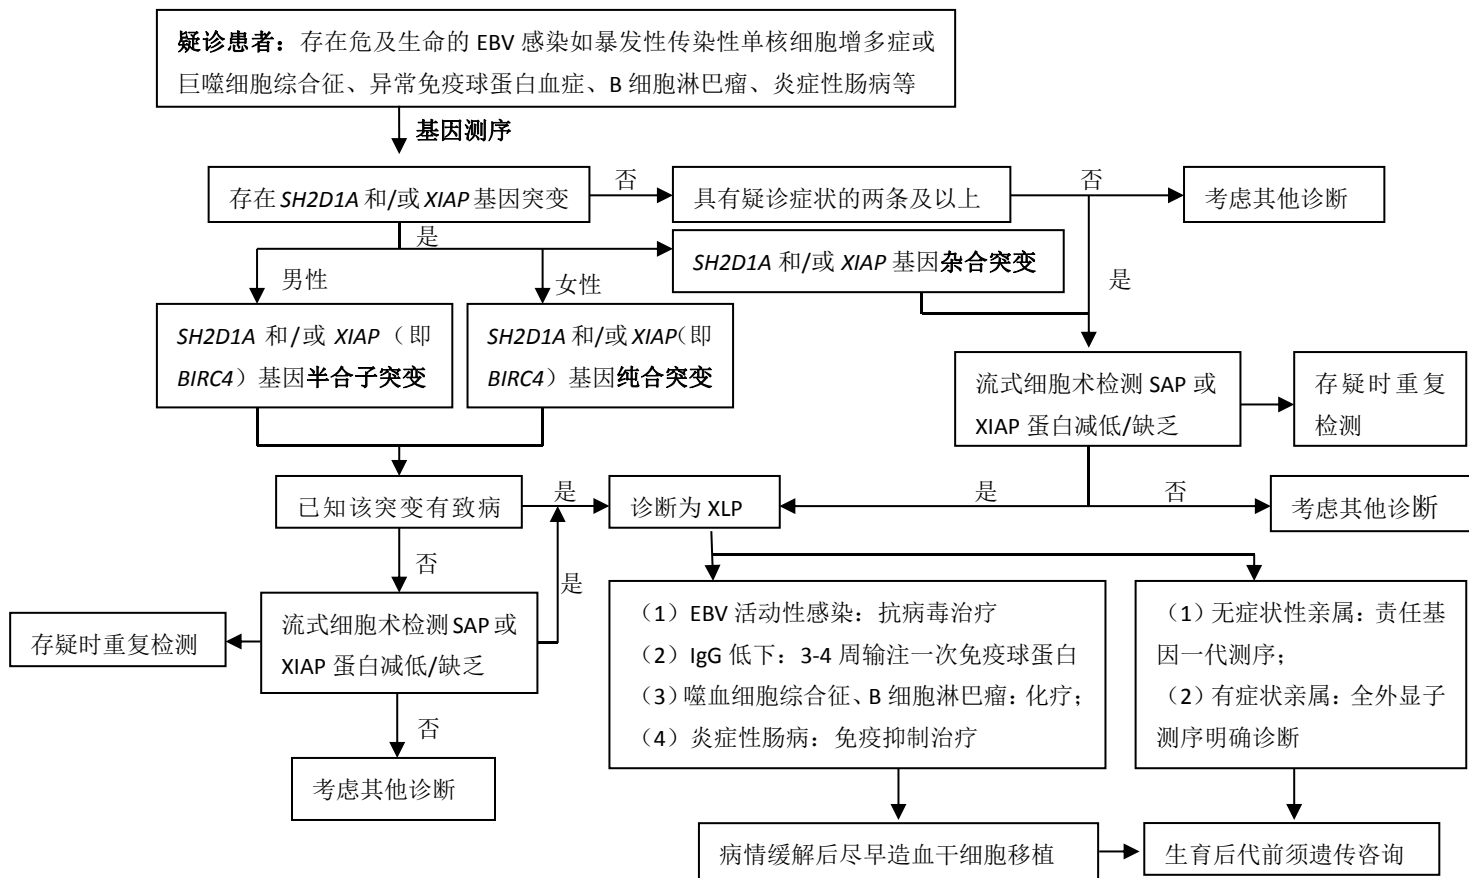 疑诊患者：存在危及生命的 EBV 感染如暴发性传染性单核细胞增多症或
巨噬细胞综合征、异常免疫球蛋白血症、B 细胞淋巴瘤、炎症性肠病等
基因测序
存在 SH2D1A 和/或 XIAP 基因突变
否
具有疑诊症状的两条及以上
否
考虑其他诊断
是
SH2D1A 和/或 XIAP 基因杂合突变
男性
女性
是
SH2D1A 和/或 XIAP（即
BIRC4）基因半合子突变
SH2D1A 和/或 XIAP（即
BIRC4）基因纯合突变
流式细胞术检测 SAP 或
XIAP 蛋白减低/缺乏
存疑时重复
检测
已知该突变有致病
是
诊断为 XLP
是
否
考虑其他诊断
否
是
流式细胞术检测 SAP 或
XIAP 蛋白减低/缺乏
存疑时重复检测
否
考虑其他诊断
（1）EBV 活动性感染：抗病毒治疗
（2）IgG 低下：3-4 周输注一次免疫球蛋白
（3）噬血细胞综合征、B 细胞淋巴瘤：化疗；
（4）炎症性肠病：免疫抑制治疗
（1）无症状性亲属：责任基
因一代测序；
（2）有症状亲属：全外显子
测序明确诊断
病情缓解后尽早造血干细胞移植
生育后代前须遗传咨询